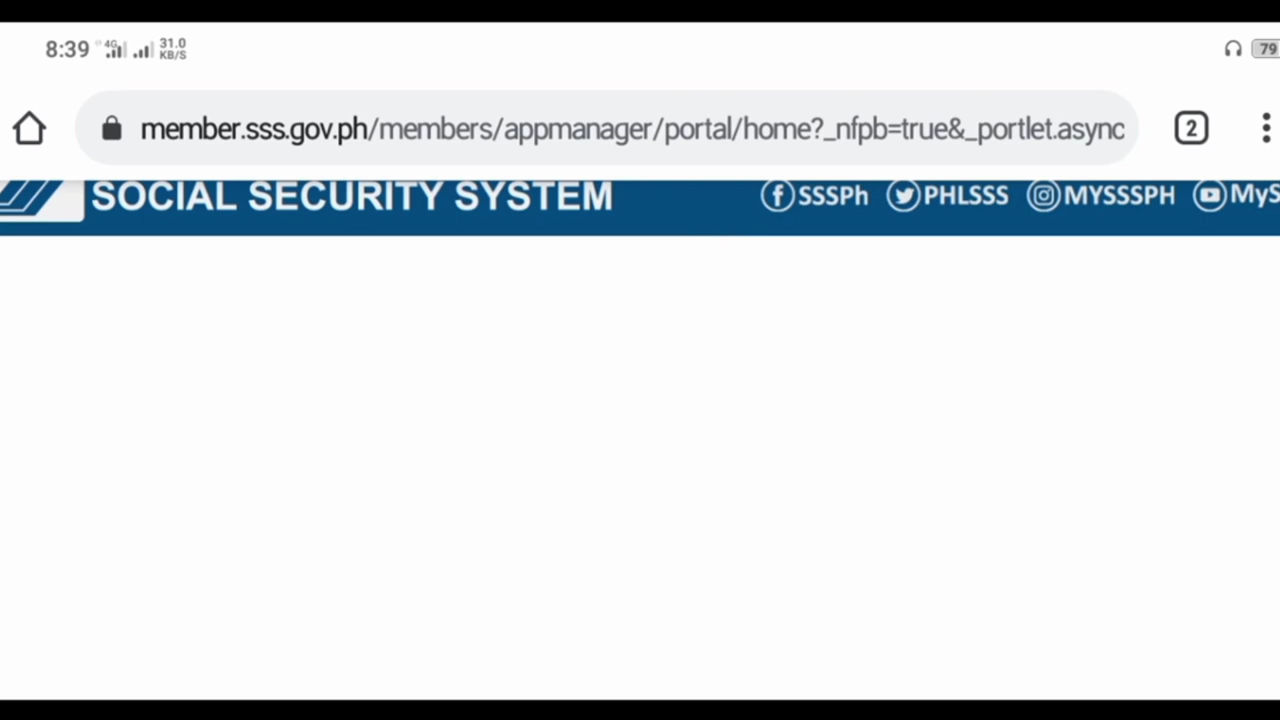 8:39 4G 31.0 KB/S 79
member.sss.gov.ph/members/appmanager/portal/home?_nfpb=true&_portlet.async 2
SOCIAL SECURITY SYSTEM SSSPh PHLSSS MYSSSPH MyS